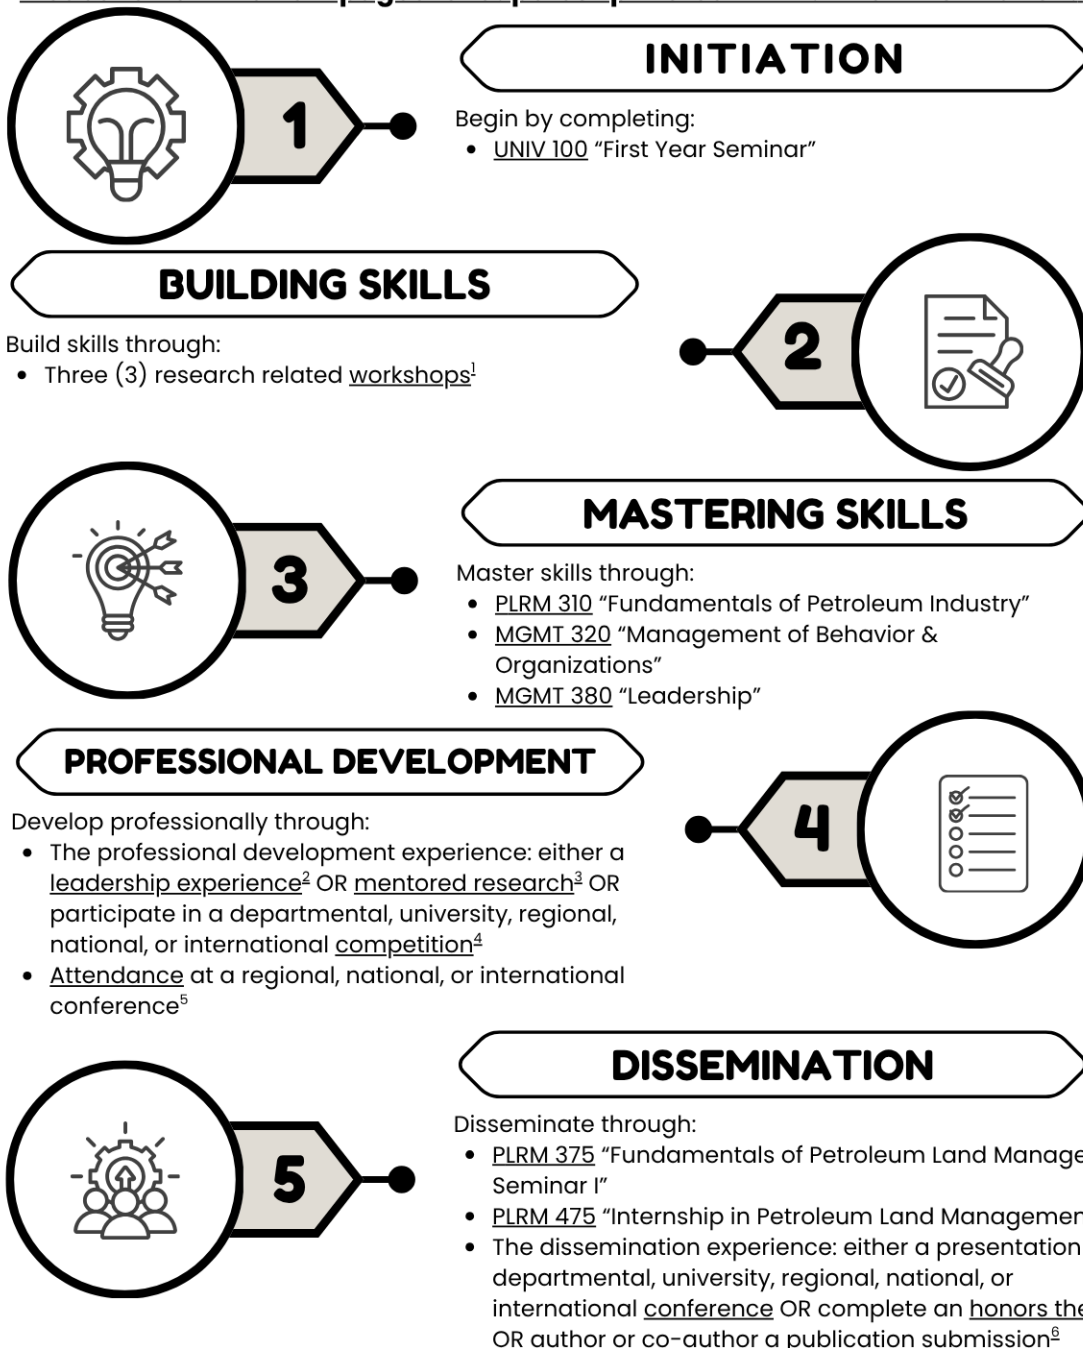 1
INITIATION
Begin by completing:
• UNIV 100 “First Year Seminar”
BUILDING SKILLS
2
Build skills through:
• Three (3) research related workshops¹
3
MASTERING SKILLS
Master skills through:
• PLRM 310 “Fundamentals of Petroleum Industry”
• MGMT 320 “Management of Behavior &
Organizations”
• MGMT 380 “Leadership”
PROFESSIONAL DEVELOPMENT
4
Develop professionally through:
• The professional development experience: either a
leadership experience² OR mentored research³ OR
participate in a departmental, university, regional,
national, or international competition⁴
• Attendance at a regional, national, or international
conference⁵
5
DISSEMINATION
Disseminate through:
• PLRM 375 “Fundamentals of Petroleum Land Manage
Seminar I”
• PLRM 475 “Internship in Petroleum Land Managemen
• The dissemination experience: either a presentation
departmental, university, regional, national, or
international conference OR complete an honors the
OR author or co-author a publication submission⁶